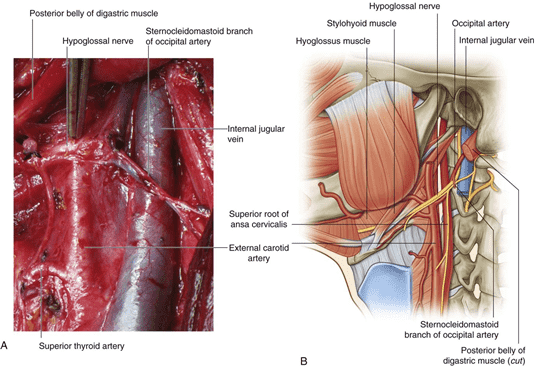 Posterior belly of digastric muscle
Hypoglossal nerve
Sternocleidomastoid branch
of occipital artery
Internal jugular
vein
Superior root of
ansa cervicalis
External carotid
artery
Superior thyroid artery
A
Hypoglossal nerve
Stylohyoid muscle
Hyoglossus muscle
Occipital artery
Internal jugular vein
Sternocleidomastoid
branch of occipital artery
Posterior belly of
digastric muscle (cut)
B